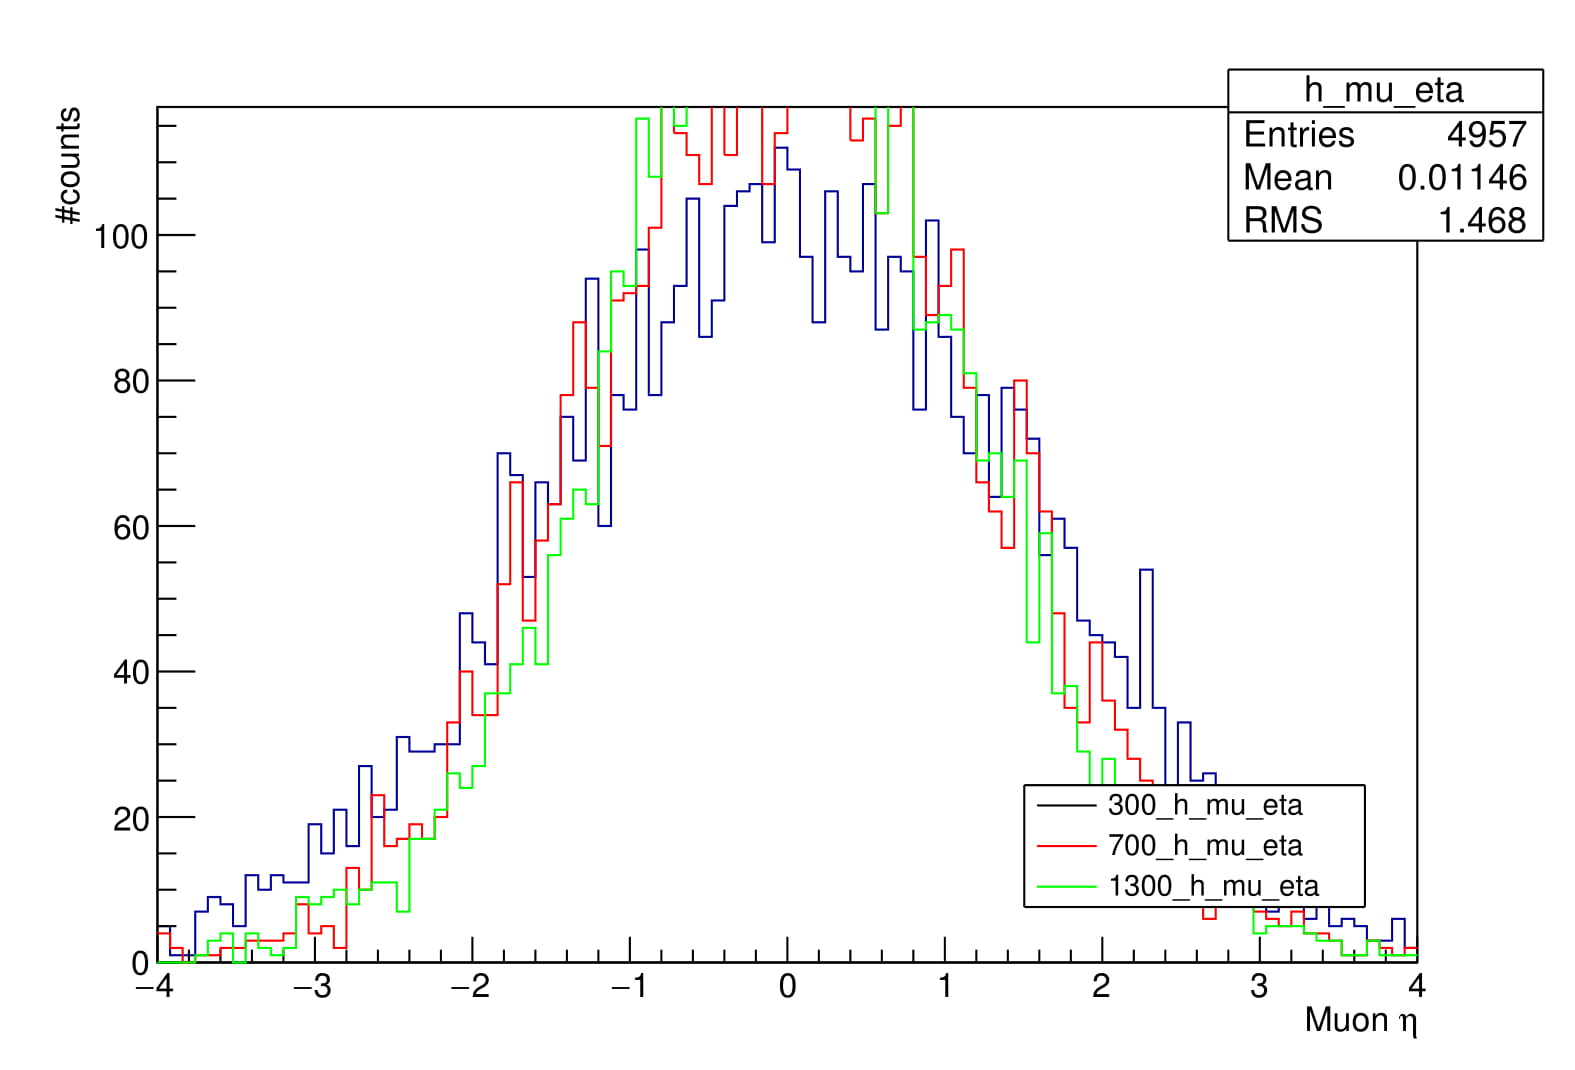 h_mu_eta
Entries 4957
Mean 0.01146
RMS 1.468
#counts
100
80
60
40
20
0
300_h_mu_eta
700_h_mu_eta
1300_h_mu_eta
−4 −3 −2 −1 0 1 2 3 4
Muon η